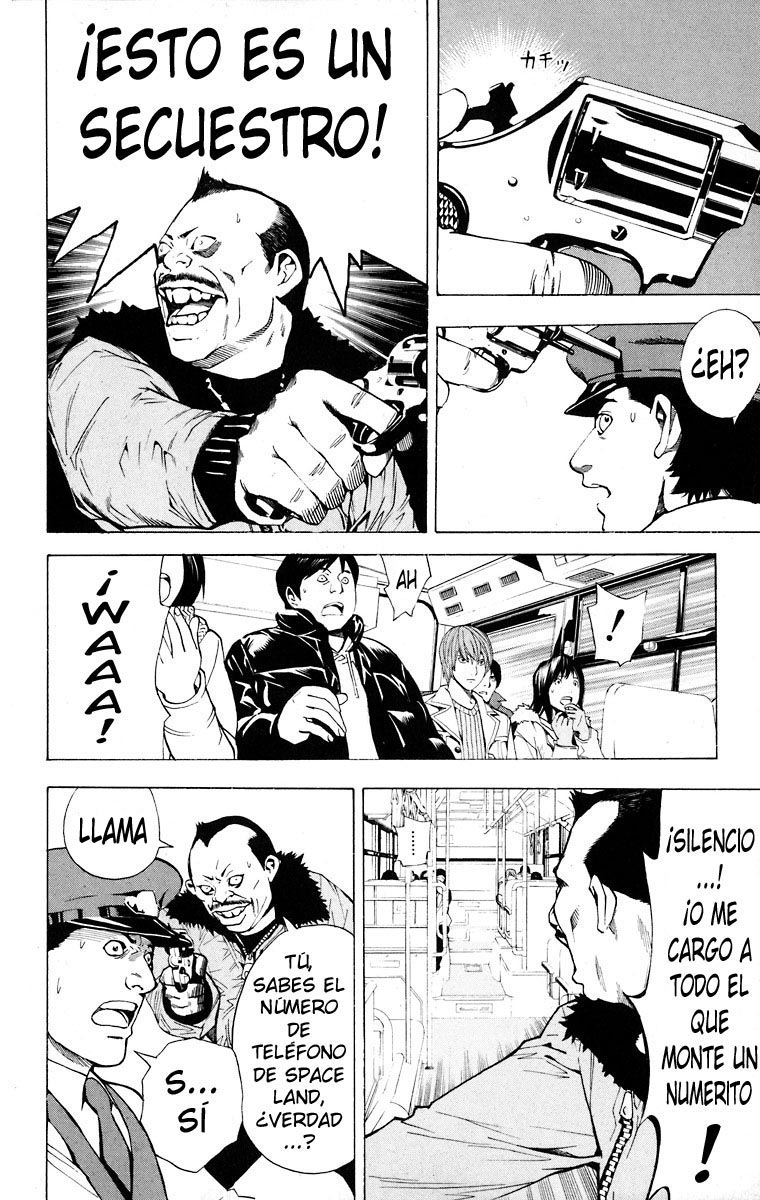 カチッ
¿EH?
¡ESTO ES UN
SECUESTRO!
!
AH
¡WAAA!
¡SILENCIO
...!
¡O ME
CARGO A
TODO EL
QUE
MONTE UN
NUMERITO
!
......
TÚ,
SABES EL
NÚMERO
DE
TELÉFONO
DE SPACE
LAND,
¿VERDAD
...?
S...
SÍ
LLAMA